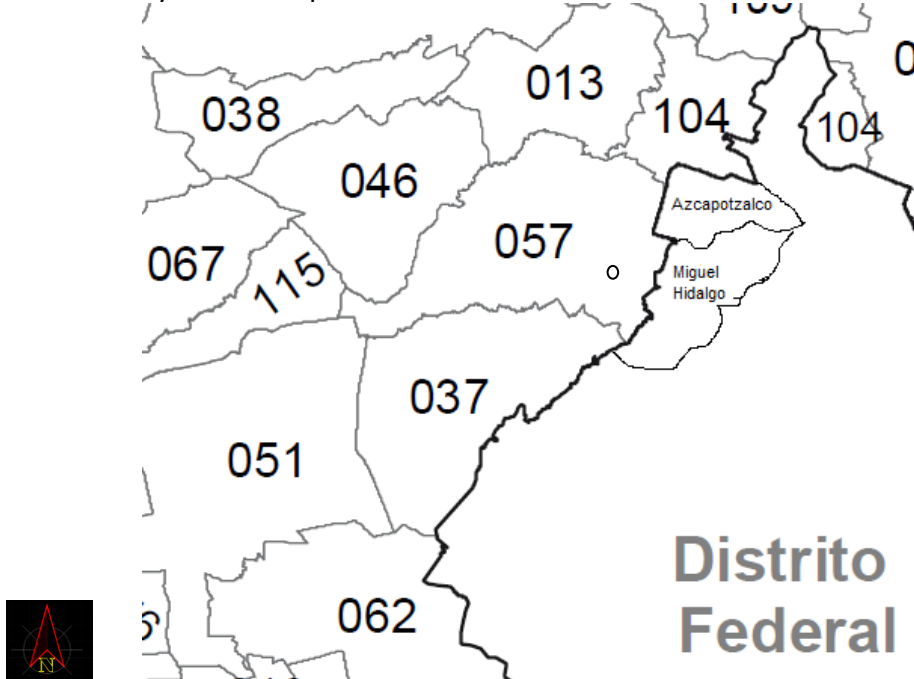 013
038
104
104
046
Azcapotzalco
057
067
115
Miguel
Hidalgo
037
051
Distrito
062
Federal
N